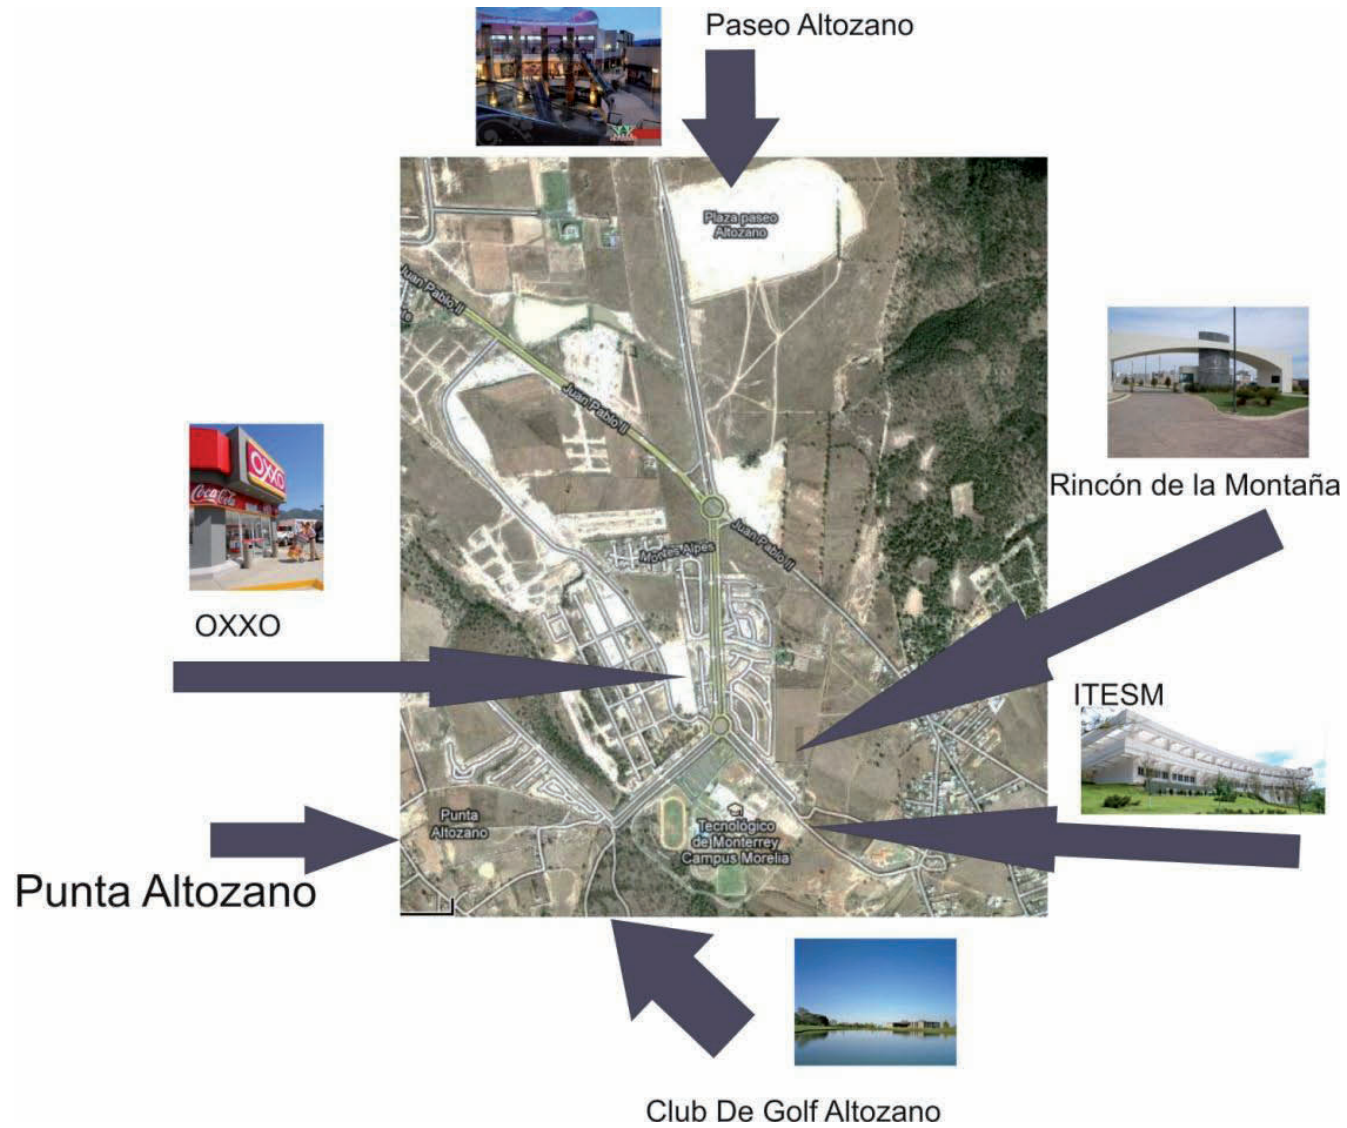 Paseo Altozano
Plaza paseo
Altozano
Juan Pablo II
te
Juan Pablo II
OXXO
Coca-Cola
Rincón de la Montaña
Juan Pablo II
Montes Alpes
OXXO
ITESM
Punta
Altozano
Tecnológico
de Monterrey
Campus Morelia
Punta Altozano
Club De Golf Altozano